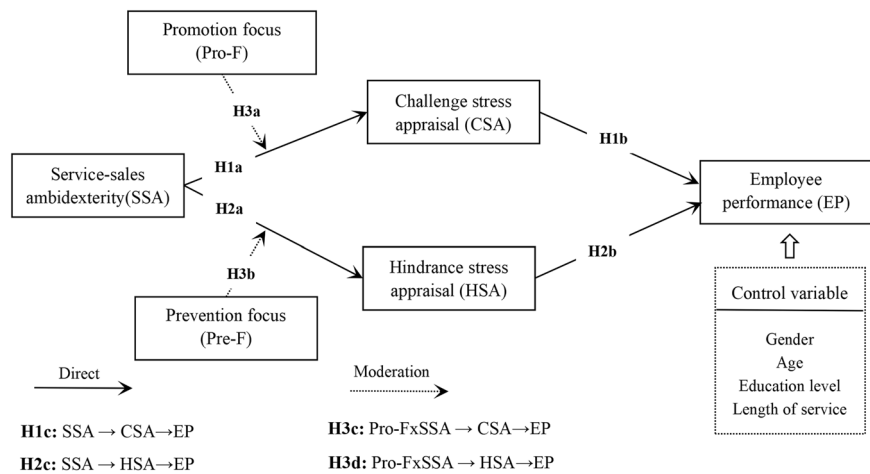 Promotion focus
(Pro-F)
H3a
Challenge stress
appraisal (CSA)
H1b
H1a
Service-sales
ambidexterity(SSA)
Employee
performance (EP)
H2a
H3b
Hindrance stress
appraisal (HSA)
H2b
Prevention focus
(Pre-F)
Control variable
Gender
Age
Education level
Length of service
Direct
Moderation
H1c: SSA → CSA→EP
H2c: SSA → HSA→EP
H3c: Pro-FxSSA → CSA→EP
H3d: Pro-FxSSA → HSA→EP